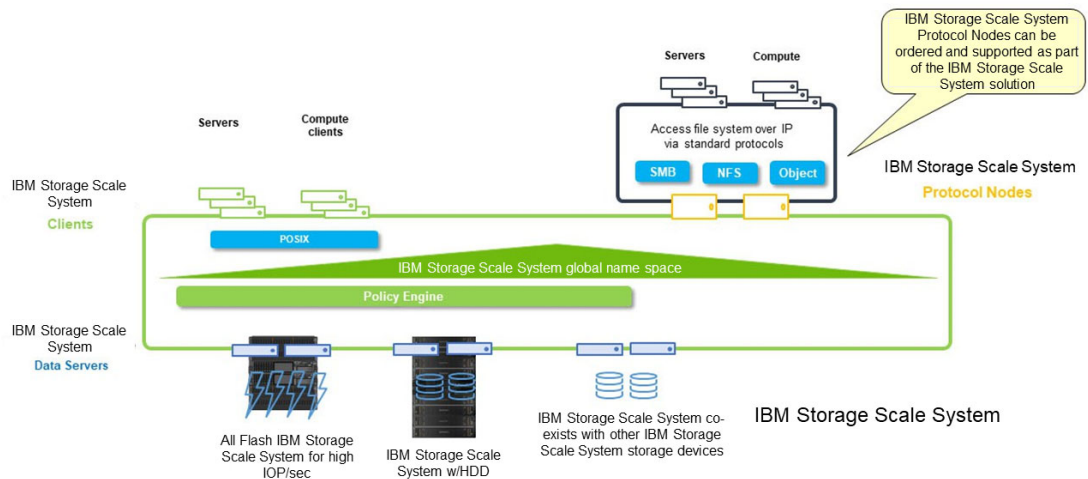 IBM Storage Scale System
Protocol Nodes can be
ordered and supported as part
of the IBM Storage Scale
System solution
Servers
Compute
Servers
Compute
clients
Access file system over IP
via standard protocols
SMB
NFS
Object
IBM Storage Scale System
Protocol Nodes
IBM Storage Scale
System
Clients
POSIX
IBM Storage Scale System global name space
Policy Engine
IBM Storage Scale
System
Data Servers
All Flash IBM Storage
Scale System for high
IOP/sec
IBM Storage Scale
System w/HDD
IBM Storage Scale System co-
exists with other IBM Storage
Scale System storage devices
IBM Storage Scale System